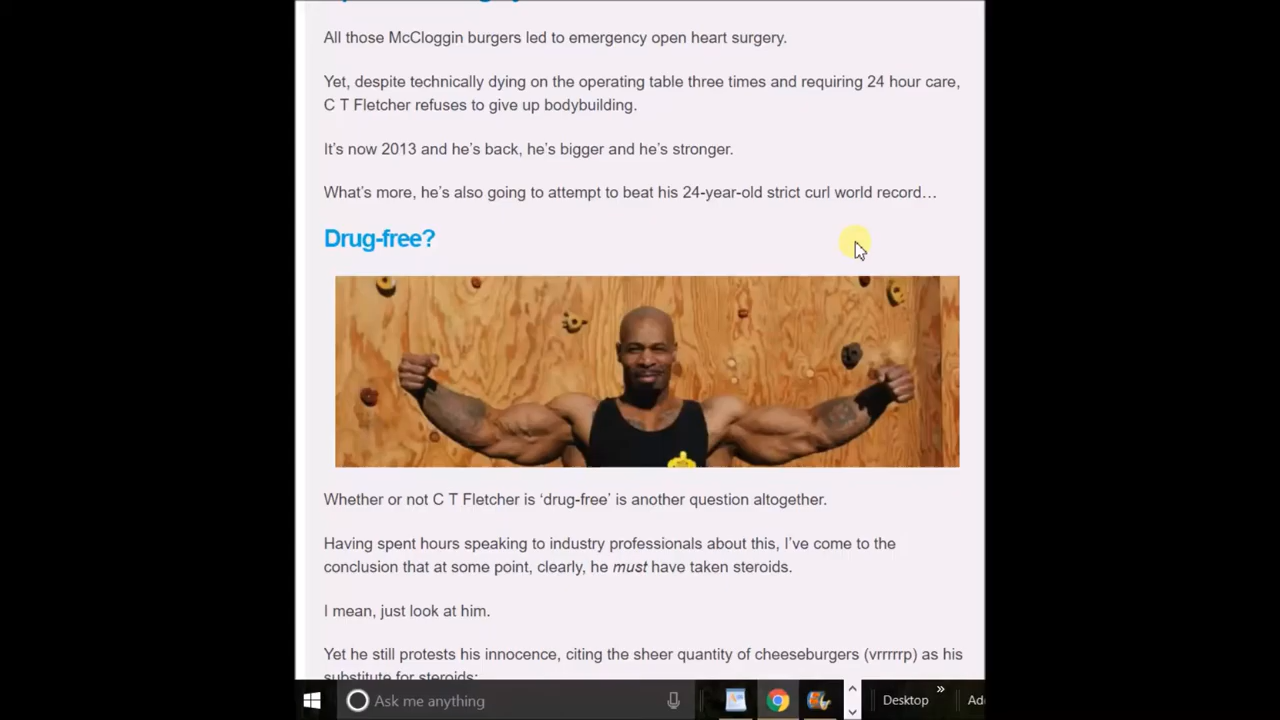 All those McCloggin burgers led to emergency open heart surgery.
Yet, despite technically dying on the operating table three times and requiring 24 hour care,
C T Fletcher refuses to give up bodybuilding.
It's now 2013 and he's back, he's bigger and he's stronger.
What's more, he's also going to attempt to beat his 24-year-old strict curl world record…
Drug-free?
Whether or not C T Fletcher is ‘drug-free’ is another question altogether.
Having spent hours speaking to industry professionals about this, I've come to the
conclusion that at some point, clearly, he must have taken steroids.
I mean, just look at him.
Yet he still protests his innocence, citing the sheer quantity of cheeseburgers (vrrrrrp) as his
substitute for steroids:
Ask me anything
Desktop
»
Ad